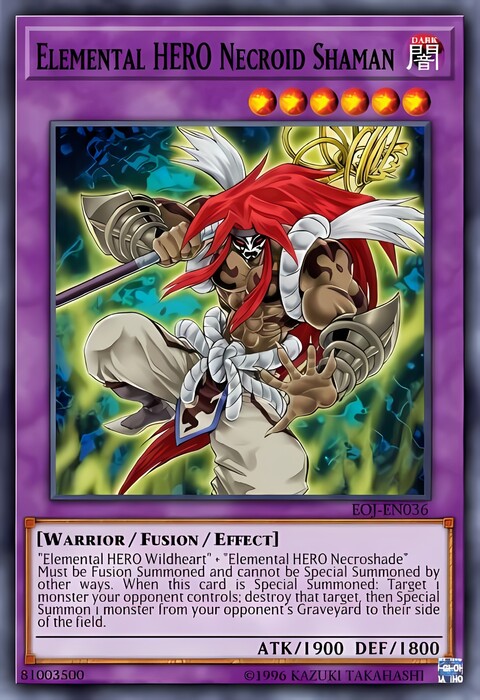 Elemental HERO Necroid Shaman
DARK
闇
EOJ-EN036
[Warrior / Fusion / Effect]
"Elemental HERO Wildheart" + "Elemental HERO Necroshade"
Must be Fusion Summoned and cannot be Special Summoned by
other ways. When this card is Special Summoned: Target 1
monster your opponent controls; destroy that target, then Special
Summon 1 monster from your opponent's Graveyard to their side
of the field.
ATK/1900 DEF/1800
81003500
©1996 KAZUKI TAKAHASHI